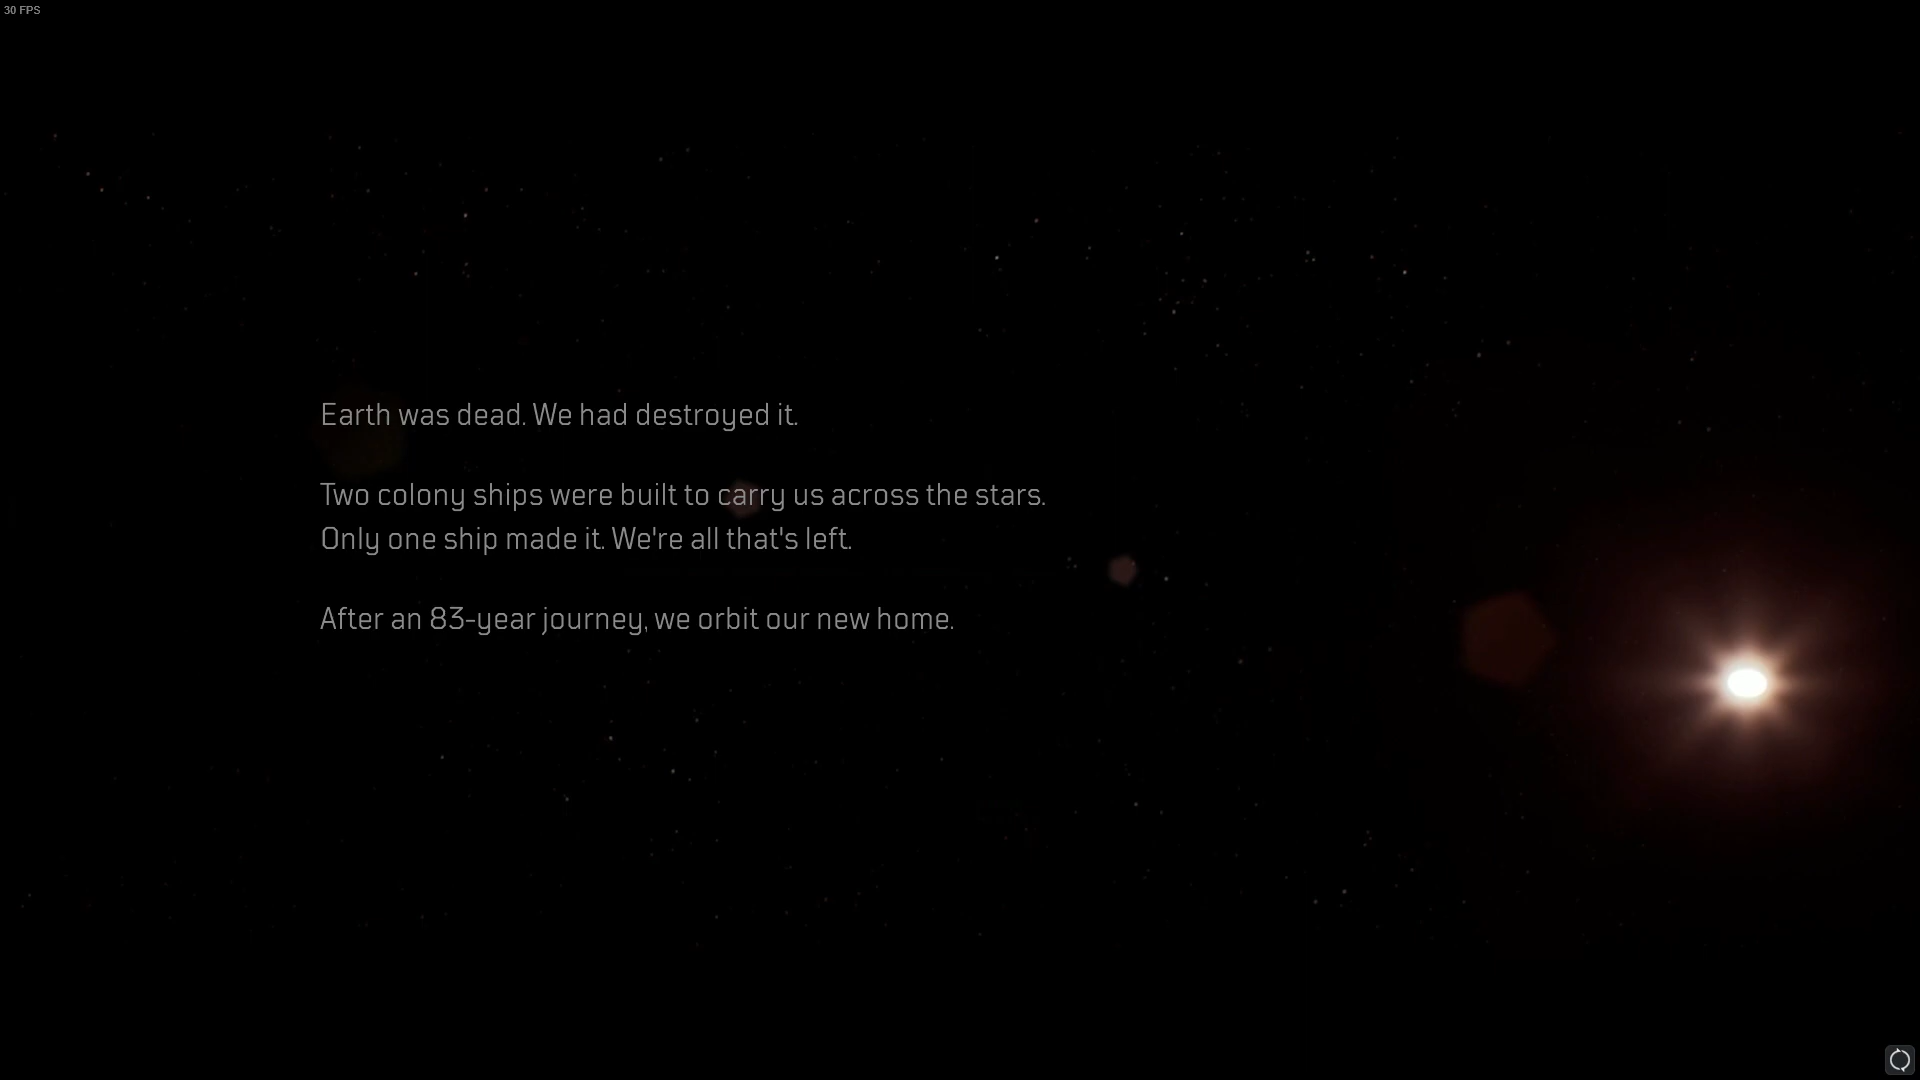 30 FPS
Earth was dead. We had destroyed it.
Two colony ships were built to carry us across the stars.
Only one ship made it. We're all that's left.
After an 83-year journey, we orbit our new home.